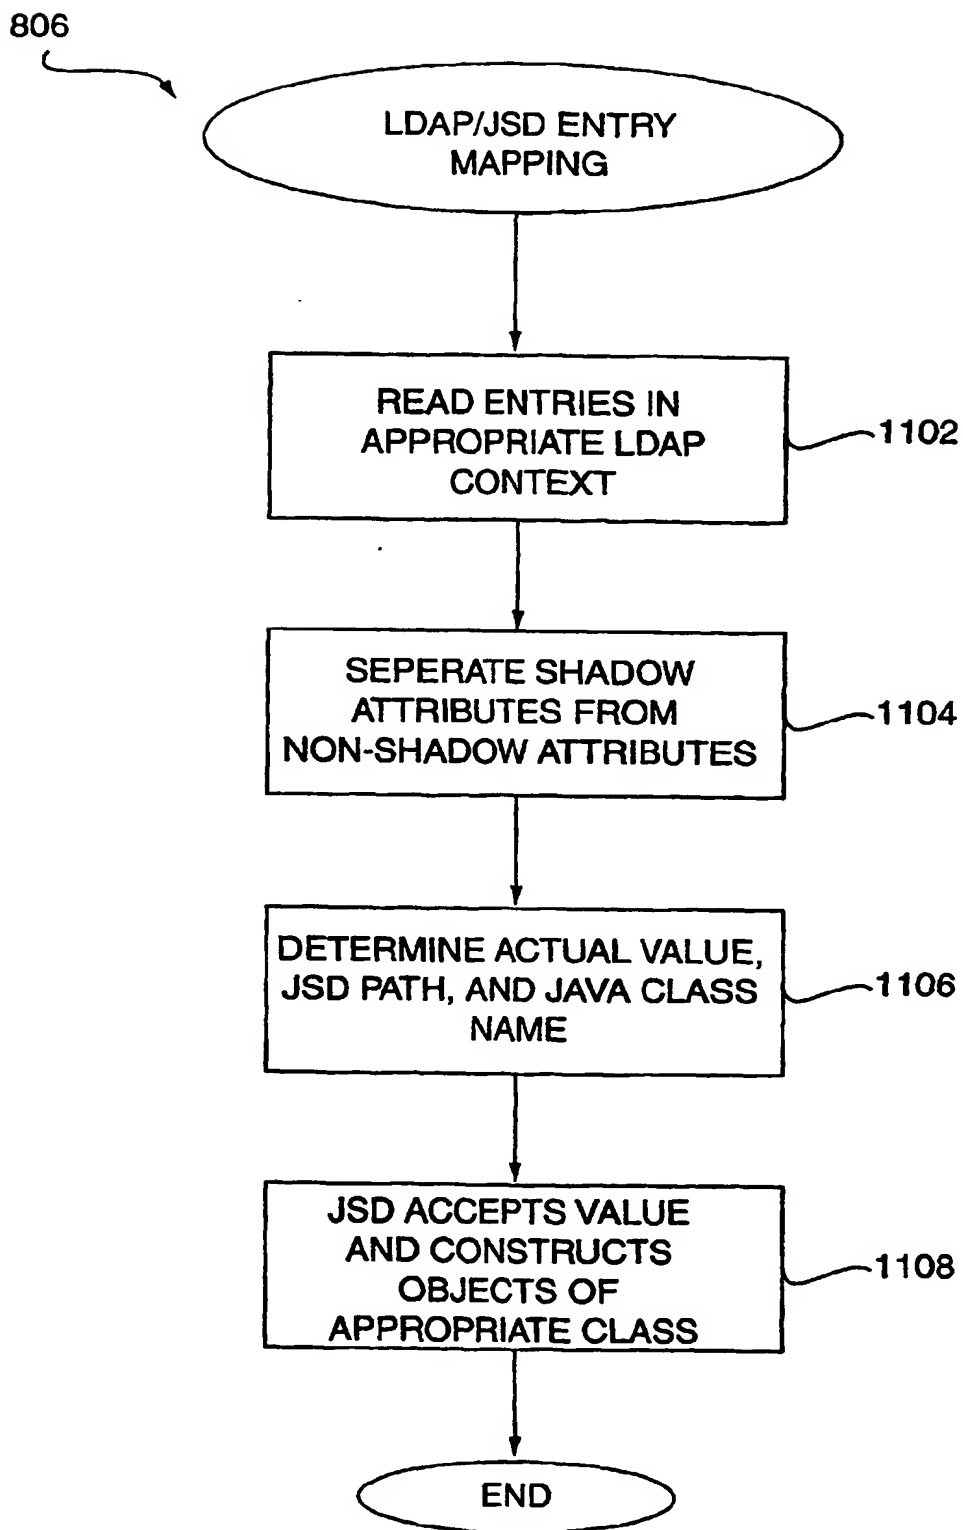 806
LDAP/JSD ENTRY
MAPPING
READ ENTRIES IN
APPROPRIATE LDAP
CONTEXT
1102
SEPERATE SHADOW
ATTRIBUTES FROM
NON-SHADOW ATTRIBUTES
1104
DETERMINE ACTUAL VALUE,
JSD PATH, AND JAVA CLASS
NAME
1106
JSD ACCEPTS VALUE
AND CONSTRUCTS
OBJECTS OF
APPROPRIATE CLASS
1108
END